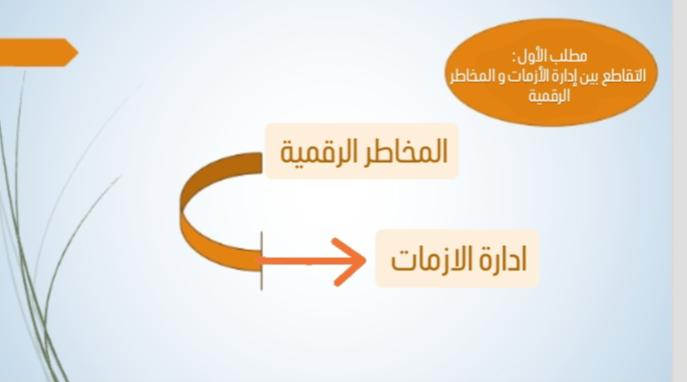 مطلب الأول :
التقاطع بين إدارة الأزمات و المخاطر
الرقمية
المخاطر الرقمية
ادارة الازمات